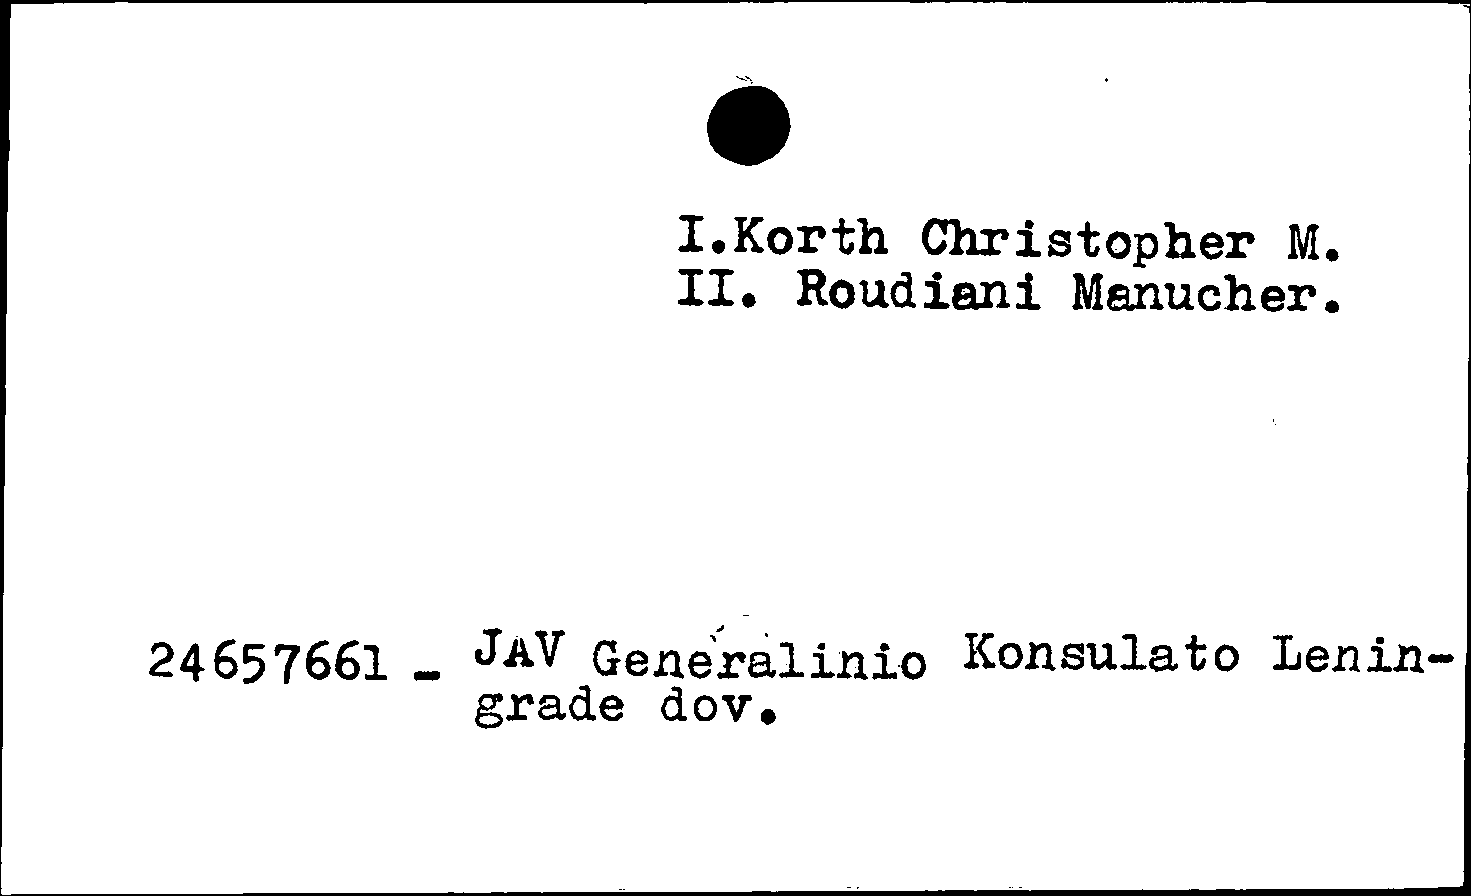 I.Korth Christopher M.
II. Roudiani Manucher.
24657661 - JAV Generalinio Konsulato Lenin-
grade dov.